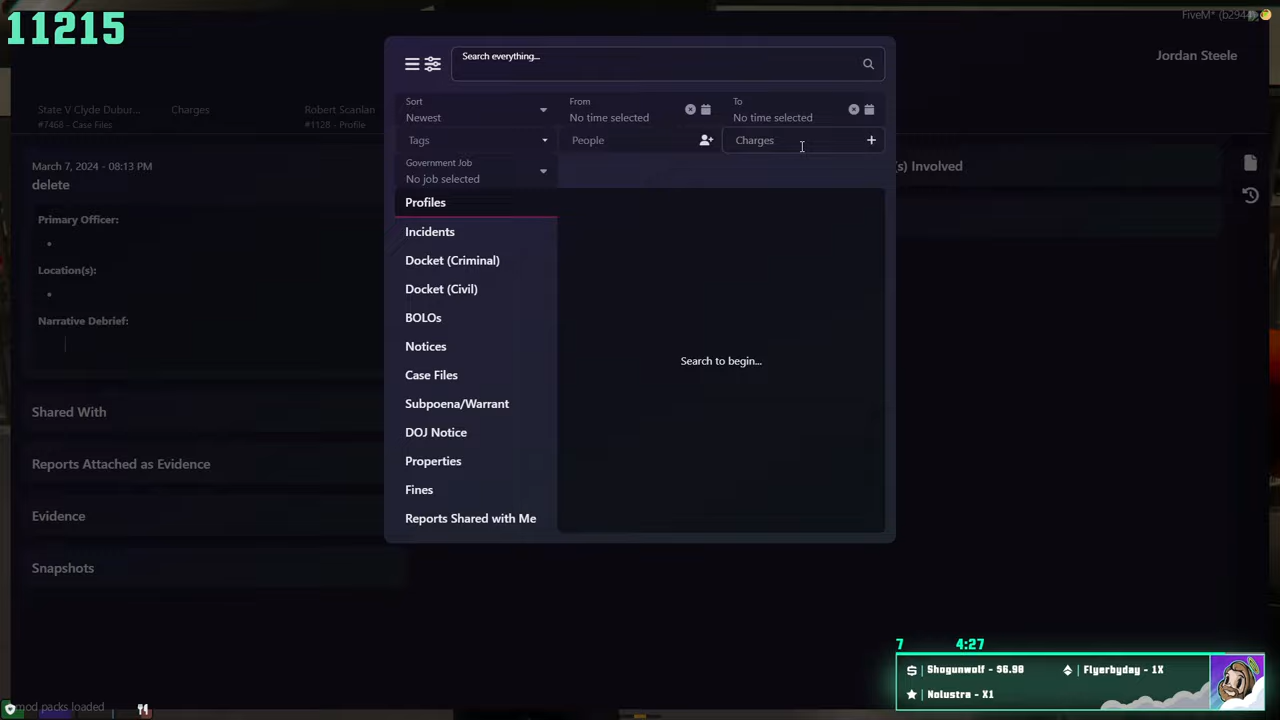 11215
FiveM* (b294
Jordan Steele
Search everything...
State V Clyde Dubur...
#7468 - Case Files
Charges
Robert Scanlan
#1128 - Profile
Sort
Newest
From
No time selected
To
No time selected
Tags
People
Charges
Government Job
No job selected
March 7, 2024 - 08:13 PM
delete
(s) Involved
Primary Officer:
Location(s):
Narrative Debrief:
Profiles
Incidents
Docket (Criminal)
Docket (Civil)
BOLOs
Notices
Case Files
Subpoena/Warrant
DOJ Notice
Properties
Fines
Reports Shared with Me
Search to begin...
Shared With
Reports Attached as Evidence
Evidence
Snapshots
7
4:27
$ | Shogunwolf - $6.90
| Flyerbyday - 1X
| Nolustra - X1
mod packs loaded